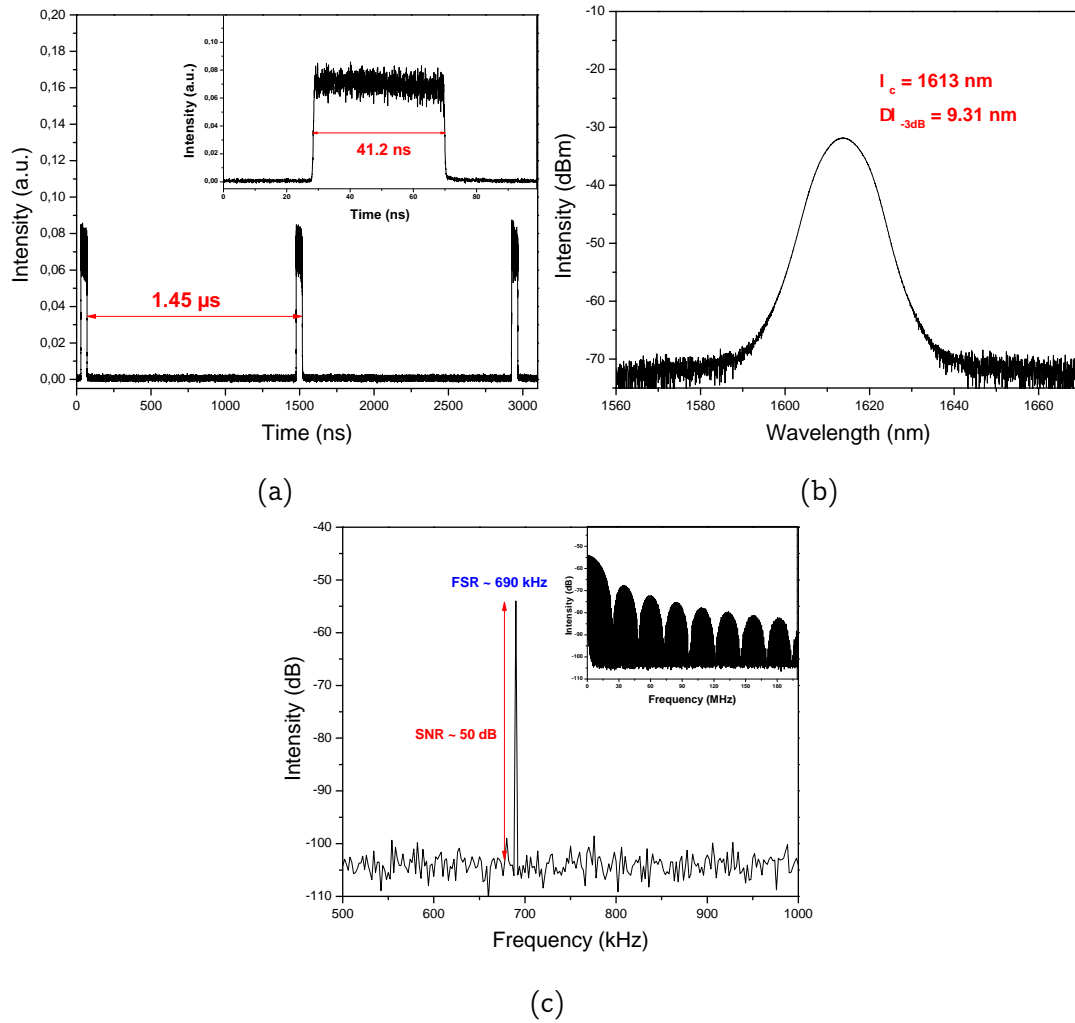 0,20
0,18
0,16
0,14
0,12
0,10
0,08
0,06
0,04
0,02
0,00
Intensity (a.u.)
0 500 1000 1500 2000 2500 3000
Time (ns)
1.45 µs
0,10
0,08
0,06
0,04
0,02
0,00
Intensity (a.u.)
0 20 40 60 80
Time (ns)
41.2 ns
(a)
-10
-20
-30
-40
-50
-60
-70
Intensity (dBm)
1560 1580 1600 1620 1640 1660
Wavelength (nm)
l c = 1613 nm
Dl -3dB = 9.31 nm
(b)
-40
-50
-60
-70
-80
-90
-100
-110
Intensity (dB)
500 600 700 800 900 1000
Frequency (kHz)
FSR ~ 690 kHz
SNR ~ 50 dB
-50
-60
-70
-80
-90
-100
-110
Intensity (dB)
0 30 60 90 120 150 180
Frequency (MHz)
(c)